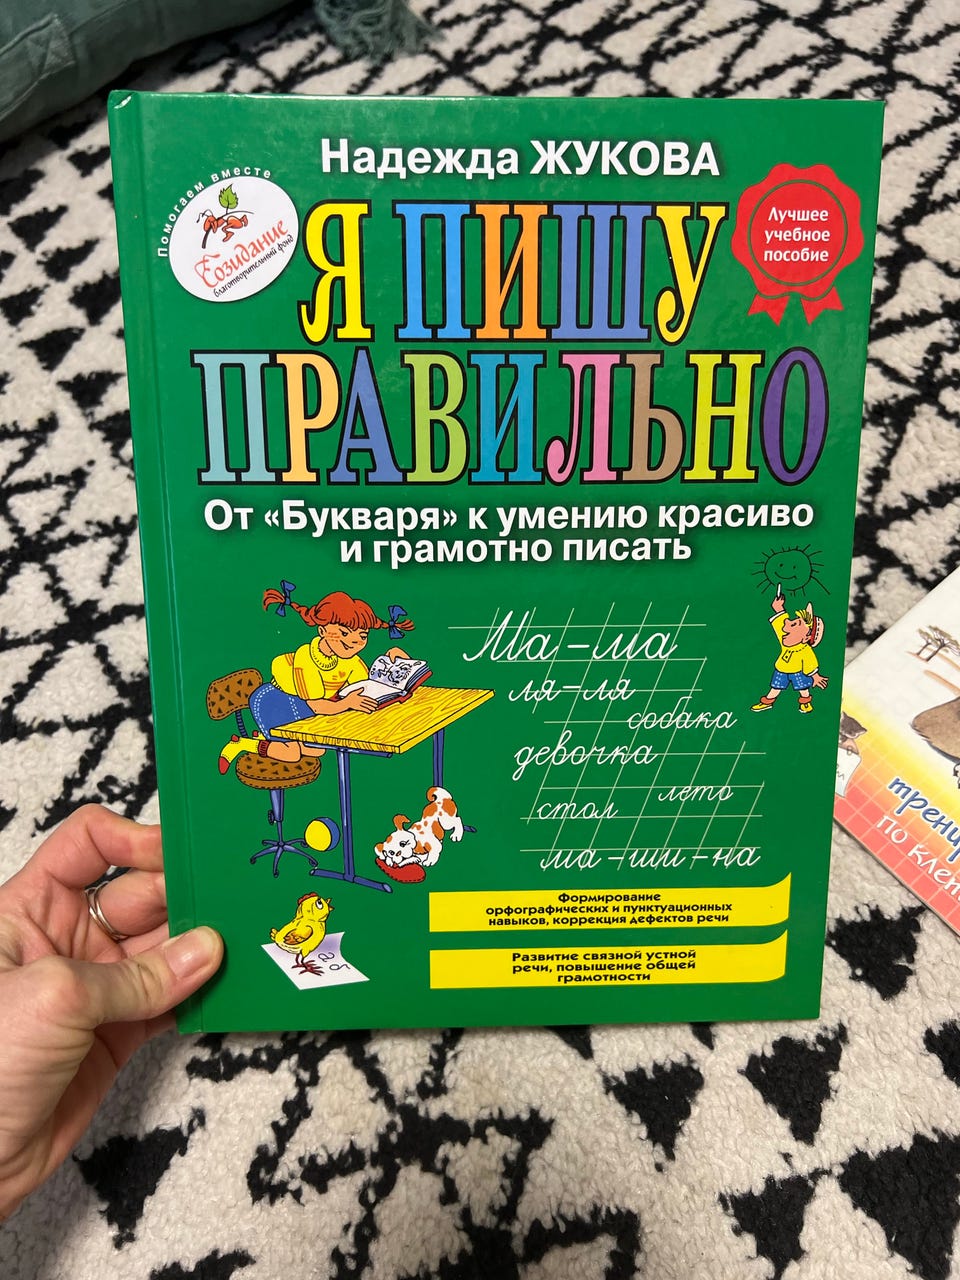 Надежда ЖУКОВА
Помогаем вместе
Созидание
благотворительный фонд
Лучшее
учебное
пособие
Я ПИШУ
ПРАВИЛЬНО
От «Букваря» к умению красиво
и грамотно писать
Ма-ма
ля-ля
собака
девочка
лето
стол
ма-ши-на
Формирование
орфографических и пунктуационных
навыков, коррекция дефектов речи
Развитие связной устной
речи, повышение общей
грамотности
по